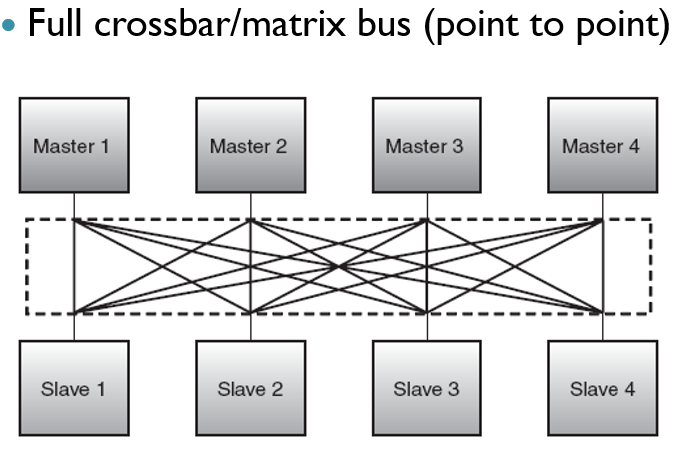 • Full crossbar/matrix bus (point to point)
Master 1
Master 2
Master 3
Master 4
Slave 1
Slave 2
Slave 3
Slave 4